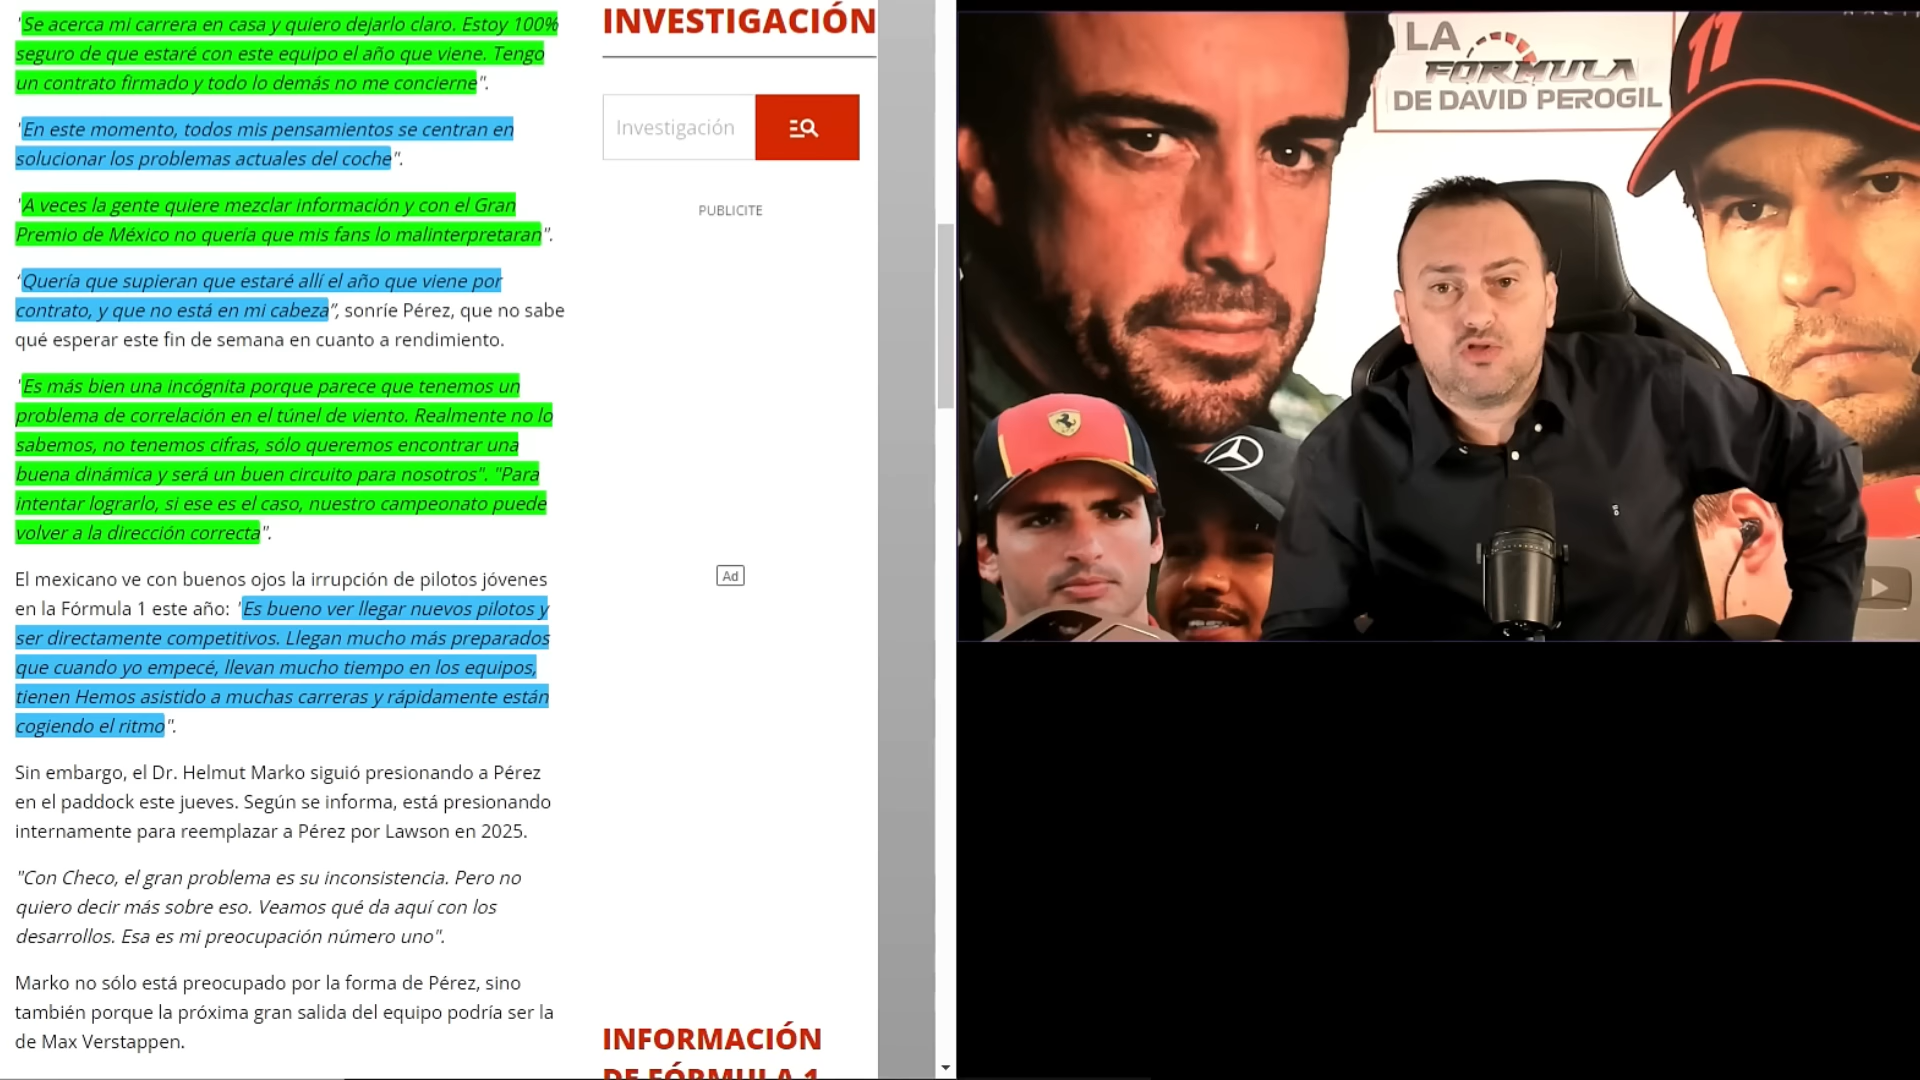 "Se acerca mi carrera en casa y quiero dejarlo claro. Estoy 100%
seguro de que estaré con este equipo el año que viene. Tengo
un contrato firmado y todo lo demás no me concierne".
"En este momento, todos mis pensamientos se centran en
solucionar los problemas actuales del coche".
"A veces la gente quiere mezclar información y con el Gran
Premio de México no quería que mis fans lo malinterpretaran".
"Quería que supieran que estaré allí el año que viene por
contrato, y que no está en mi cabeza", sonríe Pérez, que no sabe
qué esperar este fin de semana en cuanto a rendimiento.
"Es más bien una incógnita porque parece que tenemos un
problema de correlación en el túnel de viento. Realmente no lo
sabemos, no tenemos cifras, sólo queremos encontrar una
buena dinámica y será un buen circuito para nosotros". "Para
intentar lograrlo, si ese es el caso, nuestro campeonato puede
volver a la dirección correcta".
El mexicano ve con buenos ojos la irrupción de pilotos jóvenes
en la Fórmula 1 este año: "Es bueno ver llegar nuevos pilotos y
ser directamente competitivos. Llegan mucho más preparados
que cuando yo empecé, llevan mucho tiempo en los equipos,
tienen Hemos asistido a muchas carreras y rápidamente están
cogiendo el ritmo".
Sin embargo, el Dr. Helmut Marko siguió presionando a Pérez
en el paddock este jueves. Según se informa, está presionando
internamente para reemplazar a Pérez por Lawson en 2025.
"Con Checo, el gran problema es su inconsistencia. Pero no
quiero decir más sobre eso. Veamos qué da aquí con los
desarrollos. Esa es mi preocupación número uno".
Marko no sólo está preocupado por la forma de Pérez, sino
también porque la próxima gran salida del equipo podría ser la
de Max Verstappen.
INVESTIGACIÓN
Investigación
PUBLICITE
Ad
INFORMACIÓN
DE FÓRMULA 1
LA
FORMULA
DE DAVID PEROGIL
11